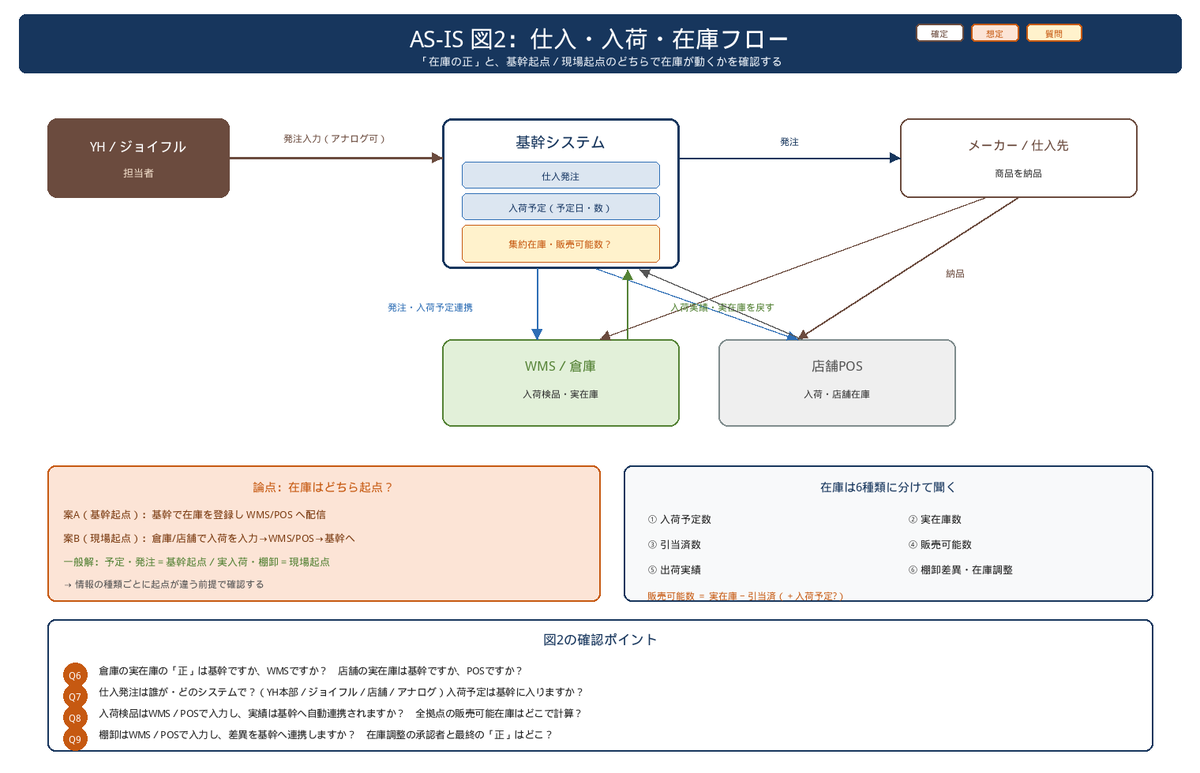 AS-IS 図2: 仕入・入荷・在庫フロー
「在庫の正」と、基幹起点 / 現場起点のどちらで在庫が動くかを確認する
確定
想定
質問
YH / ジョイフル
担当者
発注入力 ( アナログ可 )
基幹システム
仕入発注
入荷予定 ( 予定日・数 )
集約在庫・販売可能数 ?
発注
メーカー / 仕入先
商品を納品
納品
発注・入荷予定連携
入荷実績・実在庫を戻す
WMS / 倉庫
入荷検品・実在庫
店舗POS
入荷・店舗在庫
論点: 在庫はどちら起点 ?
案A ( 基幹起点 ) : 基幹で在庫を登録し WMS/POS へ配信
案B ( 現場起点 ) : 倉庫/店舗で入荷を入力→WMS/POS→基幹へ
一般解: 予定・発注 = 基幹起点 / 実入荷・棚卸 = 現場起点
→ 情報の種類ごとに起点が違う前提で確認する
在庫は6種類に分けて聞く
① 入荷予定数
② 実在庫数
③ 引当済数
④ 販売可能数
⑤ 出荷実績
⑥ 棚卸差異・在庫調整
販売可能数 = 実在庫 − 引当済 ( + 入荷予定? )
図2の確認ポイント
Q6 倉庫の実在庫の「正」は基幹ですか、WMSですか？　店舗の実在庫は基幹ですか、POSですか？
Q7 仕入発注は誰が・どのシステムで ? ( YH本部 / ジョイフル / 店舗 / アナログ ) 入荷予定は基幹に入りますか？
Q8 入荷検品はWMS / POSで入力し、実績は基幹へ自動連携されますか？　全拠点の販売可能在庫はどこで計算？
Q9 棚卸はWMS / POSで入力し、差異を基幹へ連携しますか？　在庫調整の承認者と最終の「正」はどこ？